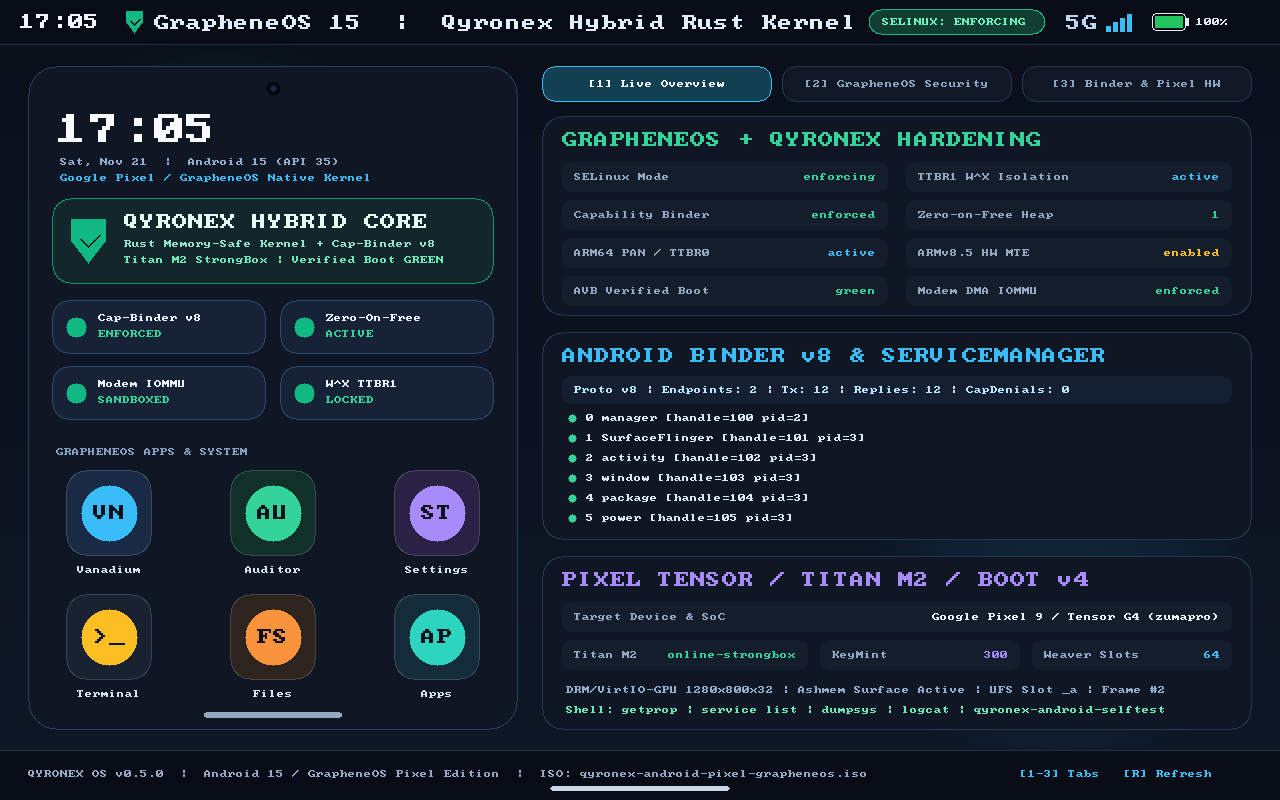 17:05 GrapheneOS 15 ¦ Qyronex Hybrid Rust Kernel SELINUX: ENFORCING 5G 100%
17:05
Sat, Nov 21 ¦ Android 15 (API 35)
Google Pixel / GrapheneOS Native Kernel
QYRONEX HYBRID CORE
Rust Memory-Safe Kernel + Cap-Binder v8
Titan M2 StrongBox ¦ Verified Boot GREEN
Cap-Binder v8
ENFORCED
Zero-On-Free
ACTIVE
Modem IOMMU
SANDBOXED
W^X TTBR1
LOCKED
GRAPHENEOS APPS & SYSTEM
VN AU ST
Vanadium Auditor Settings
>_ FS AP
Terminal Files Apps
[1] Live Overview [2] GrapheneOS Security [3] Binder & Pixel HW
GRAPHENEOS + QYRONEX HARDENING
SELinux Mode enforcing TTBR1 W^X Isolation active
Capability Binder enforced Zero-on-Free Heap 1
ARM64 PAN / TTBR0 active ARMv8.5 HW MTE enabled
AVB Verified Boot green Modem DMA IOMMU enforced
ANDROID BINDER v8 & SERVICEMANAGER
Proto v8 ¦ Endpoints: 2 ¦ Tx: 12 ¦ Replies: 12 ¦ CapDenials: 0
0 manager [handle=100 pid=2]
1 SurfaceFlinger [handle=101 pid=3]
2 activity [handle=102 pid=3]
3 window [handle=103 pid=3]
4 package [handle=104 pid=3]
5 power [handle=105 pid=3]
PIXEL TENSOR / TITAN M2 / BOOT v4
Target Device & SoC Google Pixel 9 / Tensor G4 (zumapro)
Titan M2 online-strongbox KeyMint 300 Weaver Slots 64
DRM/VirtIO-GPU 1280x800x32 ¦ Ashmem Surface Active ¦ UFS Slot _a ¦ Frame #2
Shell: getprop ¦ service list ¦ dumpsys ¦ logcat ¦ qyronex-android-selftest
QYRONEX OS v0.5.0 ¦ Android 15 / GrapheneOS Pixel Edition ¦ ISO: qyronex-android-pixel-grapheneos.iso [1-3] Tabs [R] Refresh